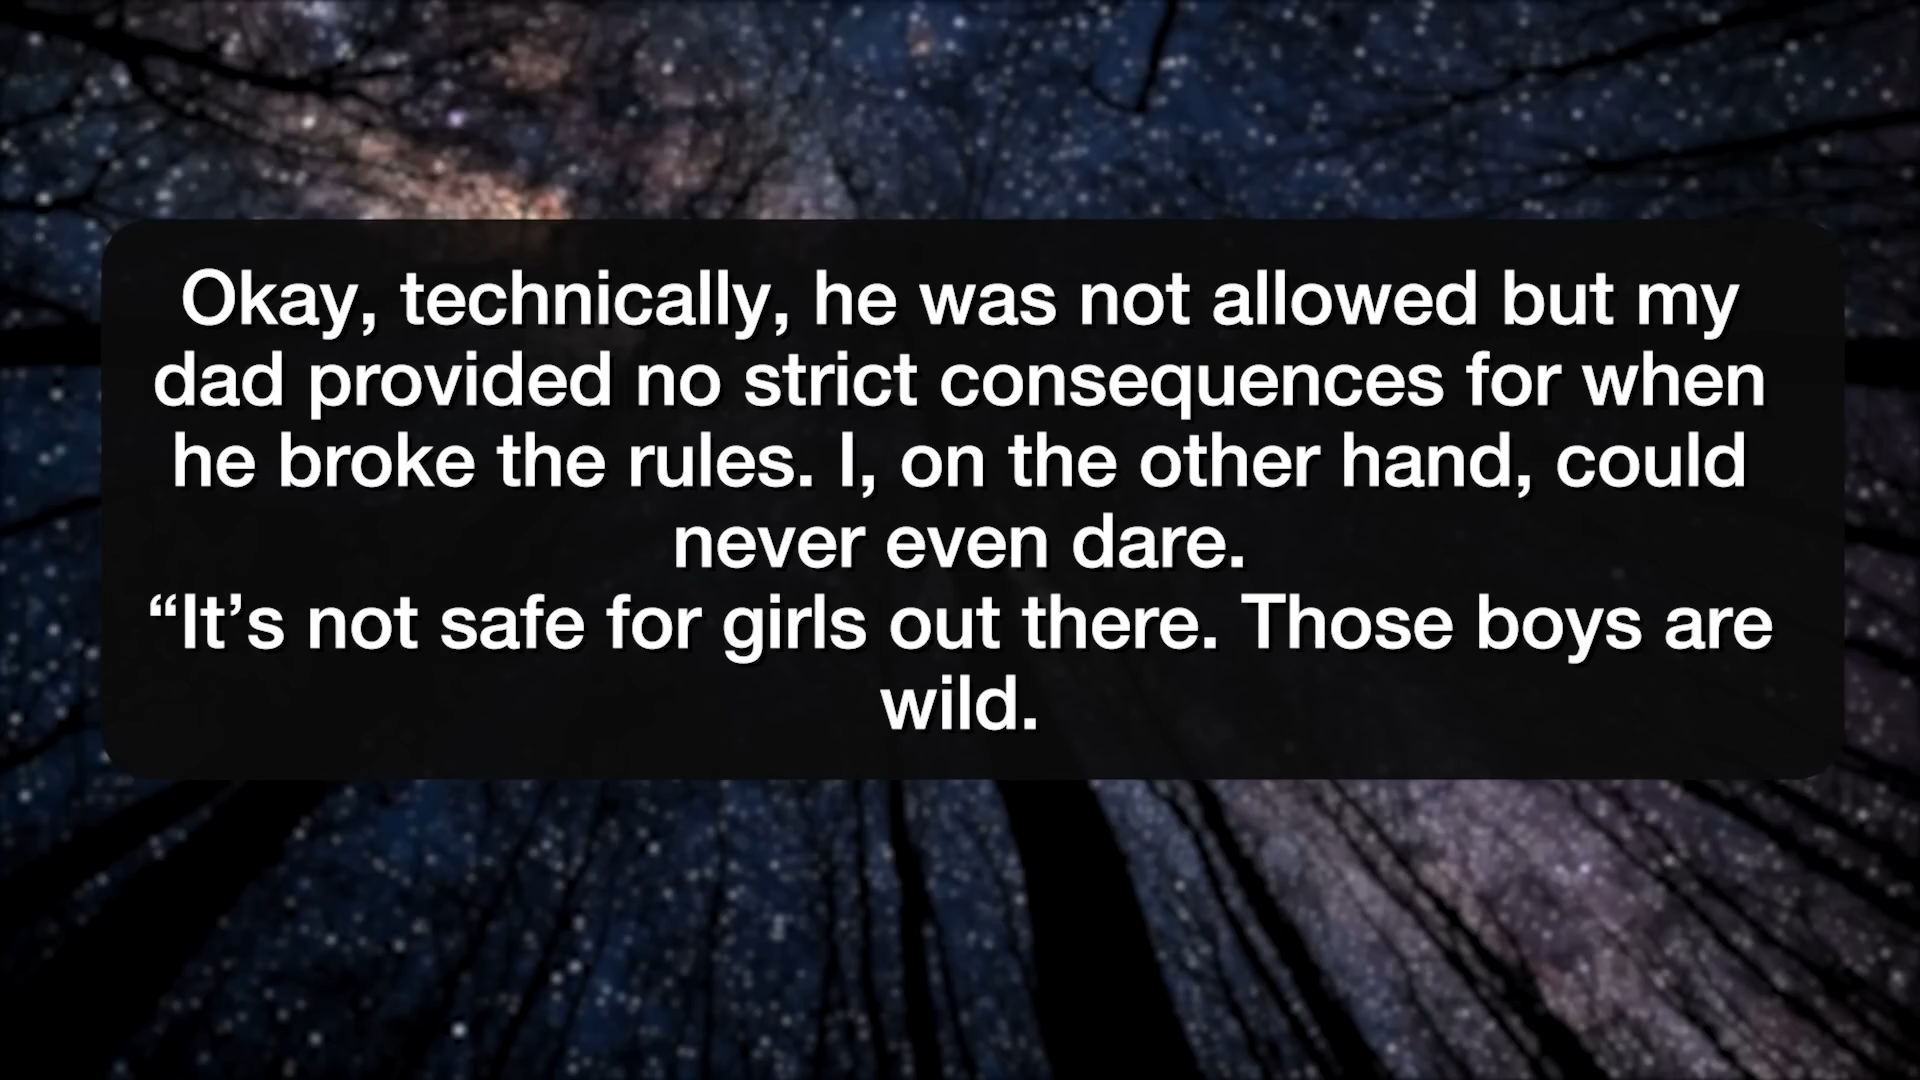 Okay, technically, he was not allowed but my
dad provided no strict consequences for when
he broke the rules. I, on the other hand, could
never even dare.
“It’s not safe for girls out there. Those boys are
wild.